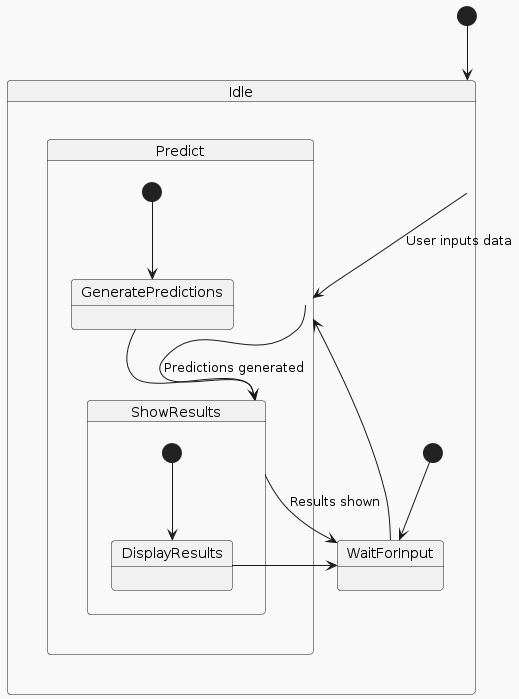 Idle
Predict
User inputs data
GeneratePredictions
Predictions generated
ShowResults
Results shown
DisplayResults
WaitForInput